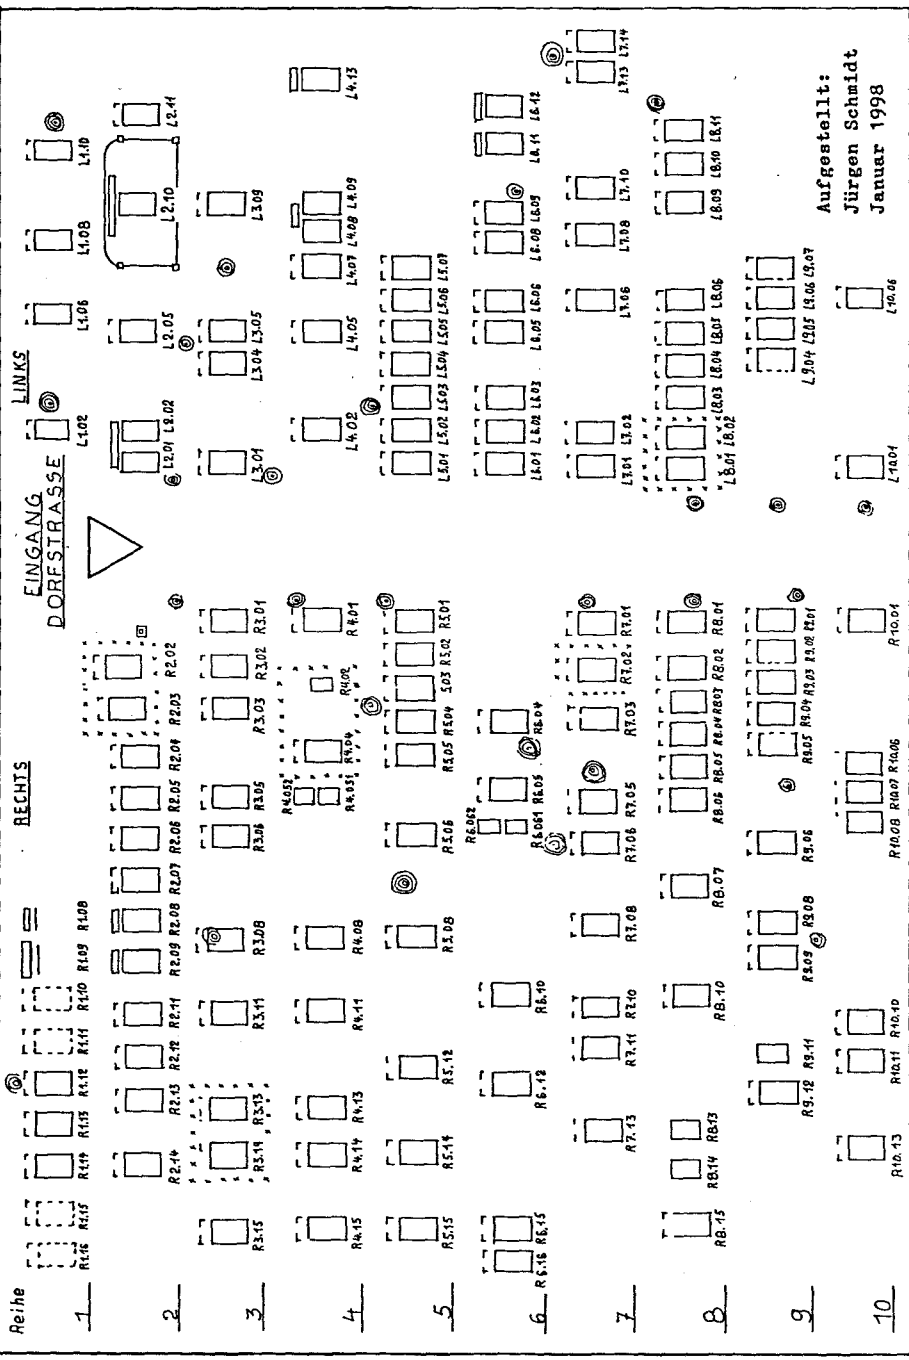 EINGANG
DORFSTRASSE
Reihe
RECHTS
LINKS
1
R1.16
R1.15
R1.14
R1.13
R1.12
R1.11
R1.10
R1.09
R1.08
L1.02
L1.06
L1.08
L1.10
2
R2.14
R2.13
R2.12
R2.11
R2.09
R2.08
R2.07
R2.06
R2.05
R2.04
R2.03
R2.02
L2.01
L2.02
L2.05
L2.10
L2.11
3
R3.15
R3.14
R3.13
R3.11
R3.08
R3.06
R3.05
R3.03
R3.02
R3.01
L3.01
L3.04
L3.05
L3.09
4
R4.15
R4.14
R4.13
R4.11
R4.08
R4.052
R4.051
R4.04
R4.02
R4.01
L4.02
L4.05
L4.07
L4.08
L4.09
L4.13
5
R5.15
R5.14
R5.12
R5.08
R5.06
R5.05
R5.04
5.03
R5.02
R5.01
L5.01
L5.02
L5.03
L5.04
L5.05
L5.06
L5.07
6
R6.16
R6.15
R6.12
R6.10
R6.062
R6.061
R6.05
R6.04
L6.01
L6.02
L6.03
L6.05
L6.06
L6.08
L6.09
L6.11
L6.12
7
R7.13
R7.11
R7.10
R7.08
R7.06
R7.05
R7.03
R7.02
R7.01
L7.01
L7.02
L7.06
L7.08
L7.10
L7.13
L7.14
8
R8.15
R8.14
R8.13
R8.10
R8.07
R8.06
R8.05
R8.04
R8.03
R8.02
R8.01
L8.01
L8.02
L8.03
L8.04
L8.05
L8.06
L8.09
L8.10
L8.11
9
R9.12
R9.11
R9.09
R9.08
R9.06
R9.05
R9.04
R9.03
R9.02
R9.01
L9.04
L9.05
L9.06
L9.07
10
R10.13
R10.11
R10.10
R10.08
R10.07
R10.06
R10.01
L10.01
L10.06
Aufgestellt:
Jürgen Schmidt
Januar 1998